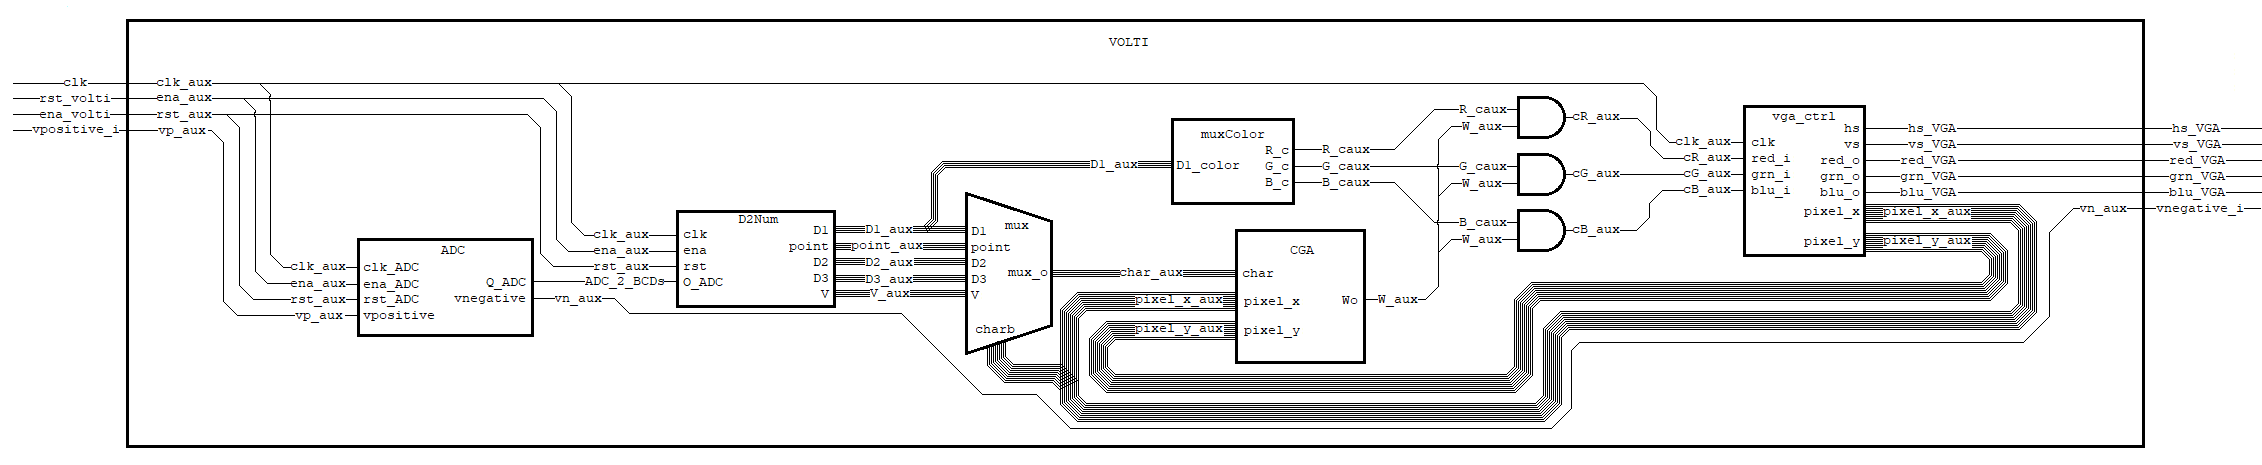 VOLTI
clk clk_aux
rst_volti ena_aux
ena_volti rst_aux
vpositive_i vp_aux
ADC
clk_aux clk_ADC
ena_aux ena_ADC
rst_aux rst_ADC
vp_aux vpositive
Q_ADC ADC_2_BCDs
vnegative vn_aux
D2Num
clk_aux clk
ena_aux ena
rst_aux rst
O_ADC
D1 D1_aux
point point_aux
D2 D2_aux
D3 D3_aux
V V_aux
mux
D1
point
D2
D3
V
mux_o char_aux
charb
D1_aux
muxColor
D1_color
R_c R_caux
G_c G_caux
B_c B_caux
CGA
char
pixel_x_aux pixel_x
pixel_y_aux pixel_y
Wo W_aux
R_caux
W_aux
cR_aux
G_caux
W_aux
cG_aux
B_caux
W_aux
cB_aux
vga_ctrl
clk_aux clk
cR_aux red_i
cG_aux grn_i
cB_aux blu_i
hs hs_VGA hs_VGA
vs vs_VGA vs_VGA
red_o red_VGA red_VGA
grn_o grn_VGA grn_VGA
blu_o blu_VGA blu_VGA
pixel_x pixel_x_aux
pixel_y pixel_y_aux
vn_aux vnegative_i